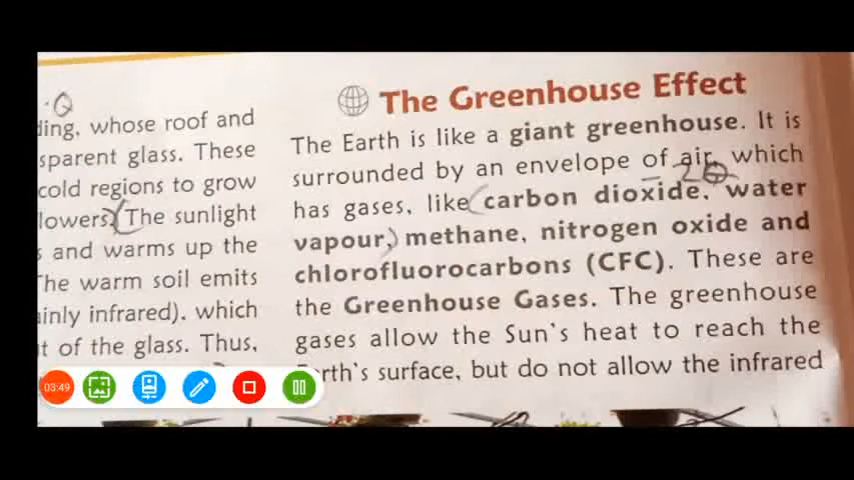 ding, whose roof and
sparent glass. These
cold regions to grow
lowers. The sunlight
s and warms up the
The warm soil emits
ainly infrared), which
t of the glass. Thus,
The Greenhouse Effect
The Earth is like a giant greenhouse. It is
surrounded by an envelope of air, which
has gases, like carbon dioxide, water
vapour, methane, nitrogen oxide and
chlorofluorocarbons (CFC). These are
the Greenhouse Gases. The greenhouse
gases allow the Sun's heat to reach the
Earth's surface, but do not allow the infrared
03:49